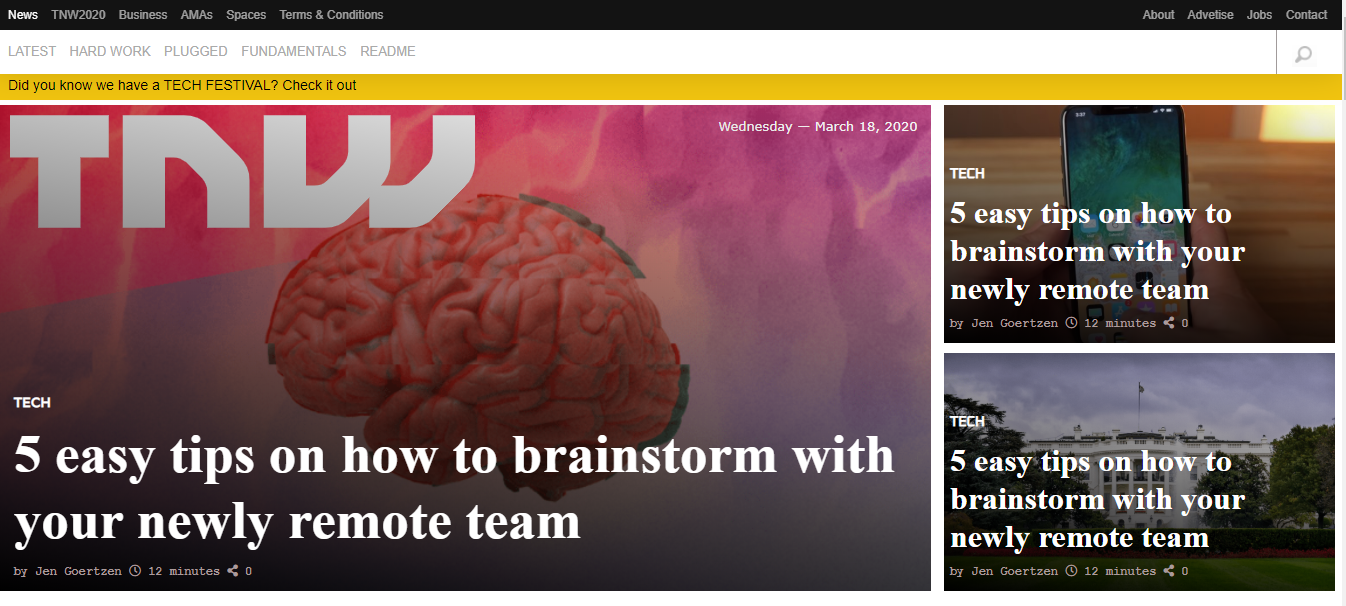 News TNW2020 Business AMAs Spaces Terms & Conditions About Advetise Jobs Contact
LATEST HARD WORK PLUGGED FUNDAMENTALS README
Did you know we have a TECH FESTIVAL? Check it out
TNW
Wednesday — March 18, 2020
TECH
5 easy tips on how to brainstorm with
your newly remote team
by Jen Goertzen 12 minutes 0
3:37
TECH
5 easy tips on how to
brainstorm with your
newly remote team
by Jen Goertzen 12 minutes 0
TECH
5 easy tips on how to
brainstorm with your
newly remote team
by Jen Goertzen 12 minutes 0